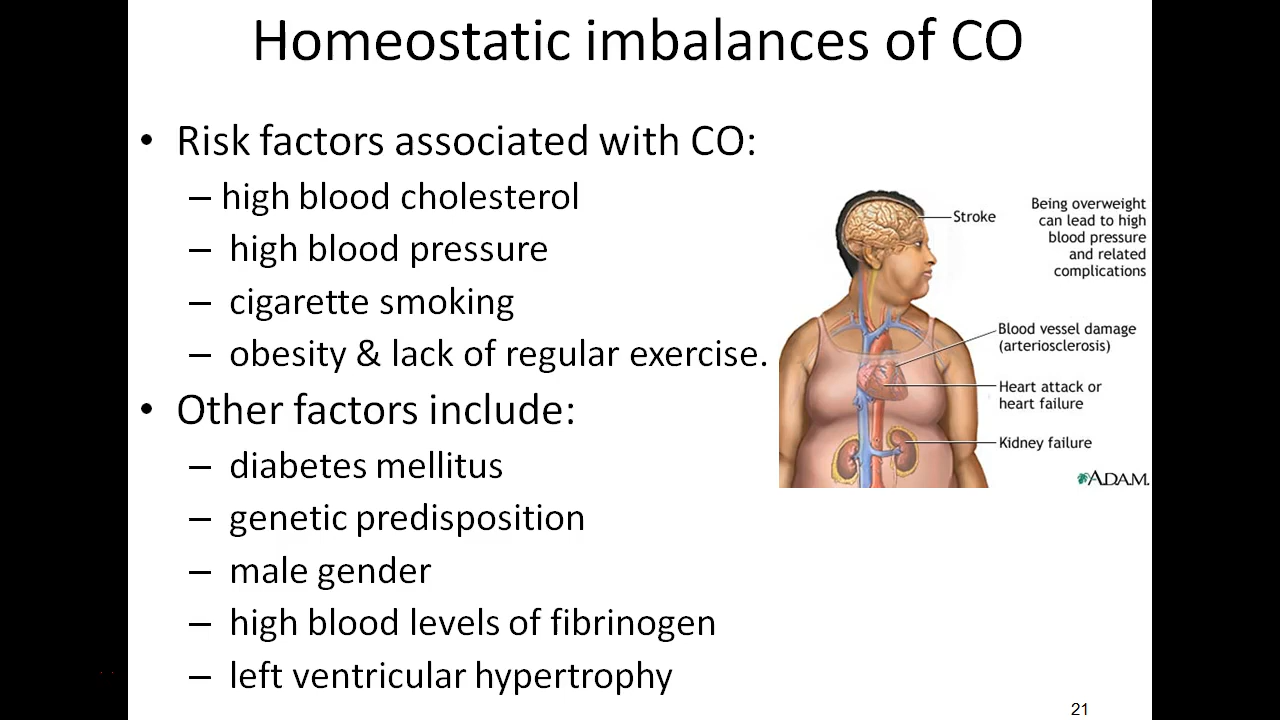 Homeostatic imbalances of CO
• Risk factors associated with CO:
– high blood cholesterol
– high blood pressure
– cigarette smoking
– obesity & lack of regular exercise.
• Other factors include:
– diabetes mellitus
– genetic predisposition
– male gender
– high blood levels of fibrinogen
– left ventricular hypertrophy
Stroke
Being overweight
can lead to high
blood pressure
and related
complications
Blood vessel damage
(arteriosclerosis)
Heart attack or
heart failure
Kidney failure
ADAM.
21